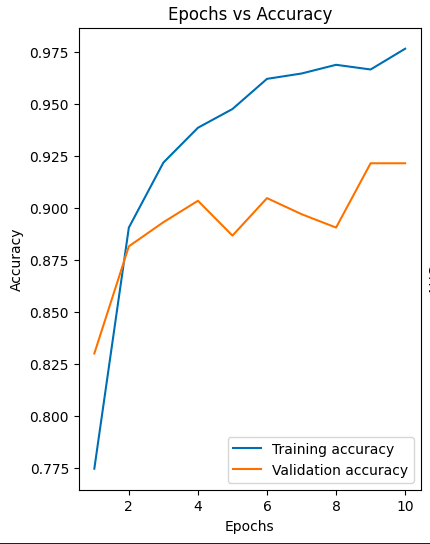 Epochs vs Accuracy
Accuracy
0.975
0.950
0.925
0.900
0.875
0.850
0.825
0.800
0.775
Training accuracy
Validation accuracy
2 4 6 8 10
Epochs